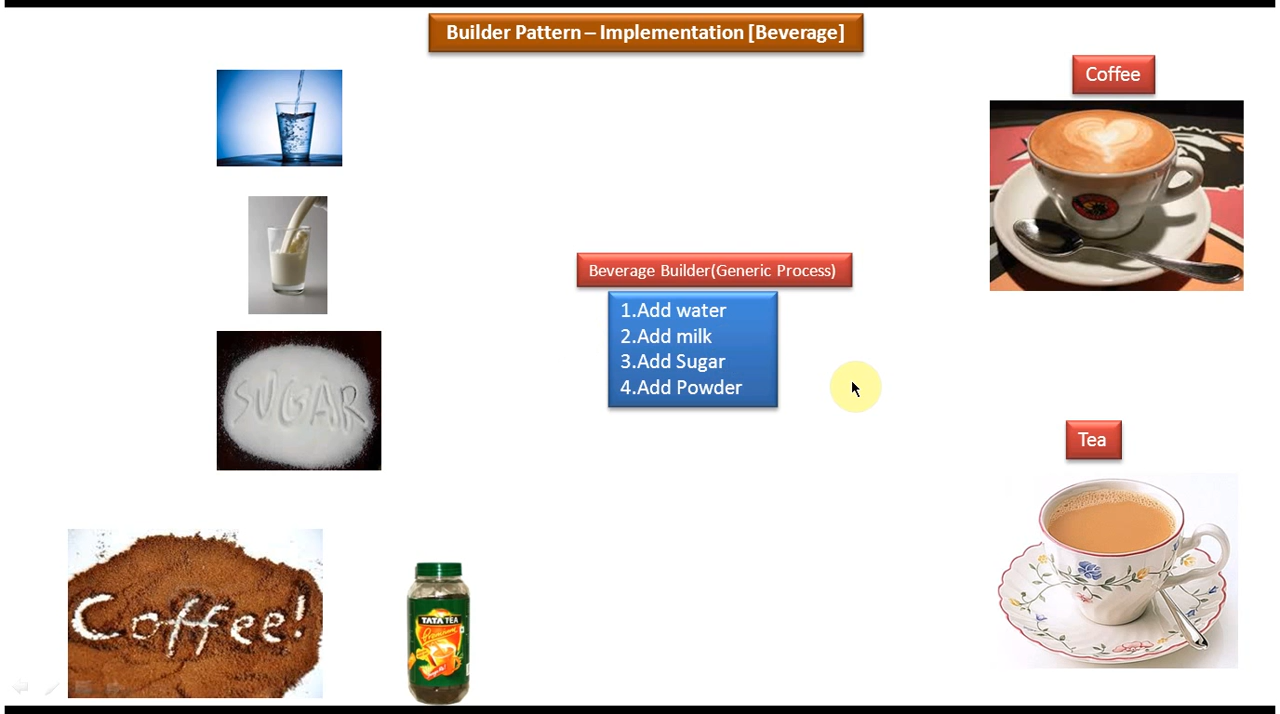 Builder Pattern – Implementation [Beverage]
Coffee
Beverage Builder(Generic Process)
1.Add water
2.Add milk
3.Add Sugar
4.Add Powder
SUGAR
Tea
Coffee!
TATA TEA
Premium